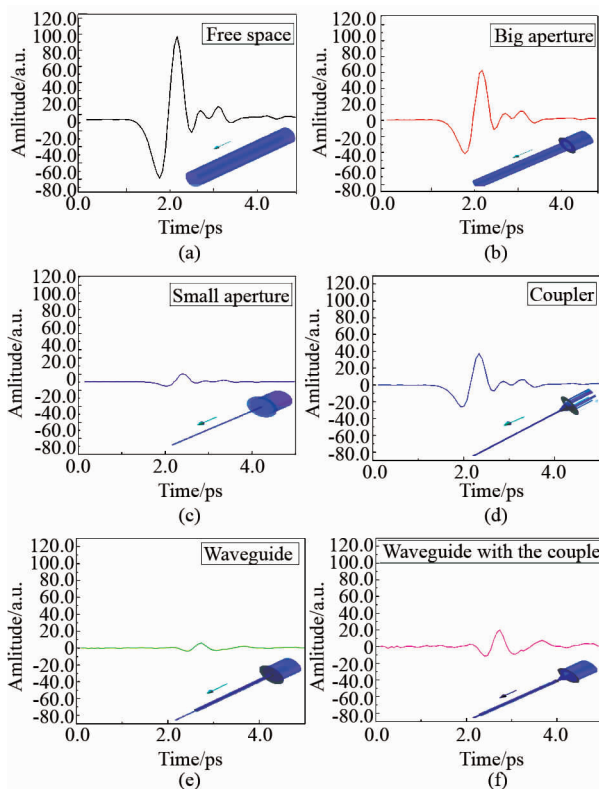 120.0
100.0
80.0
60.0
40.0
20.0
0.0
-20.0
-40.0
-60.0
-80.0
Amlitude/a.u.
Free space
0.0 2.0 4.0
Time/ps
(a)
120.0
100.0
80.0
60.0
40.0
20.0
0.0
-20.0
-40.0
-60.0
-80.0
Amlitude/a.u.
Big aperture
0.0 2.0 4.0
Time/ps
(b)
120.0
100.0
80.0
60.0
40.0
20.0
0
-20.0
-40.0
-60.0
-80.0
Amlitude/a.u.
Small aperture
0.0 2.0 4.0
Time/ps
(c)
120.0
100.0
80.0
60.0
40.0
20.0
0
-20.0
-40.0
-60.0
-80.0
Amlitude/a.u.
Coupler
0.0 2.0 4.0
Time/ps
(d)
120.0
100.0
80.0
60.0
40.0
20.0
0.0
-20.0
-40.0
-60.0
-80.0
Amlitude/a.u.
Waveguide
0.0 2.0 4.0
Time/ps
(e)
120.0
100.0
80.0
60.0
40.0
20.0
0.0
-20.0
-40.0
-60.0
-80.0
Amlitude/a.u.
Waveguide with the couple
0.0 2.0 4.0
Time/ps
(f)